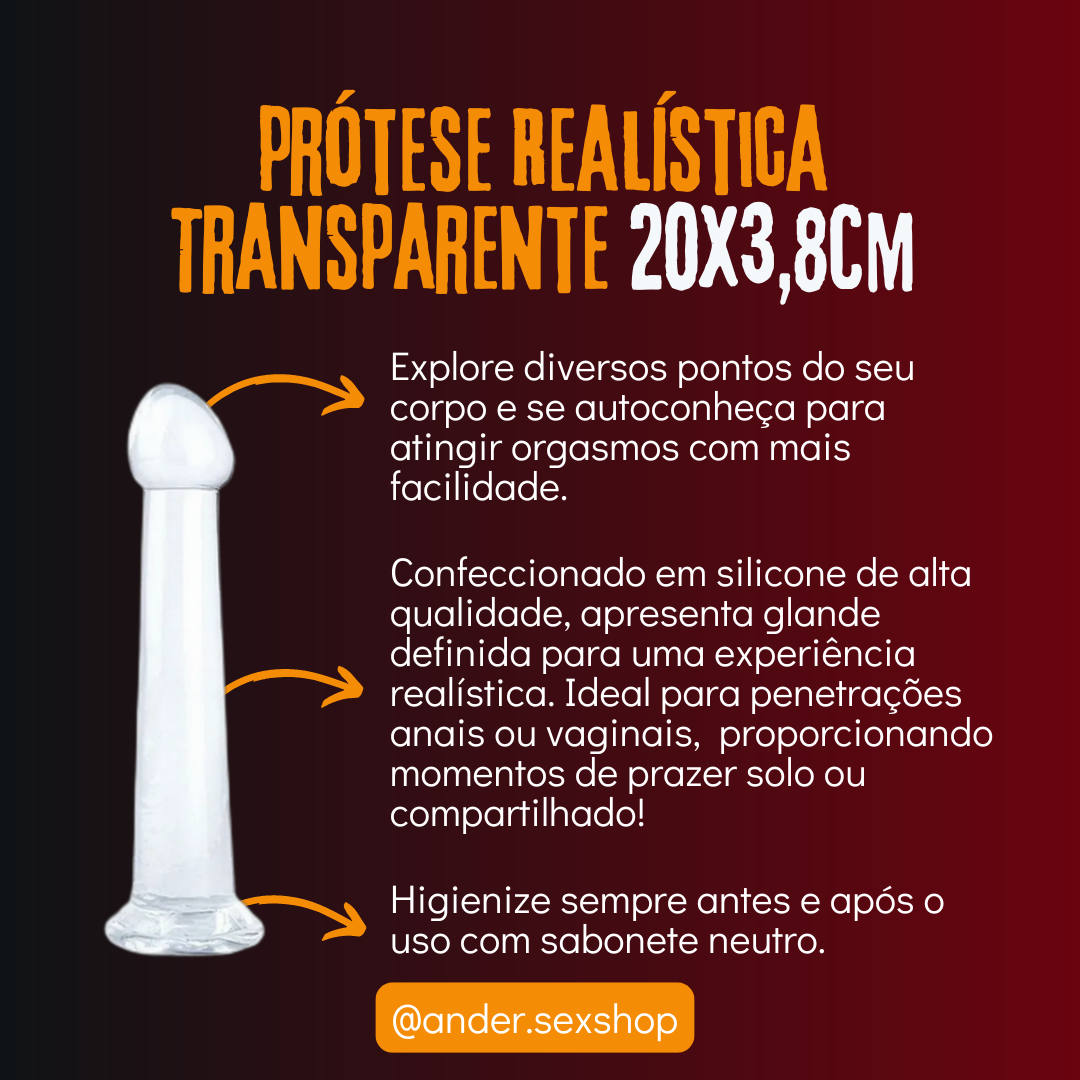 PRÓTESE REALÍSTICA
TRANSPARENTE 20X3,8CM
Explore diversos pontos do seu
corpo e se autoconheça para
atingir orgasmos com mais
facilidade.
Confeccionado em silicone de alta
qualidade, apresenta glande
definida para uma experiência
realística. Ideal para penetrações
anais ou vaginais,  proporcionando
momentos de prazer solo ou
compartilhado!
Higienize sempre antes e após o
uso com sabonete neutro.
@ander.sexshop